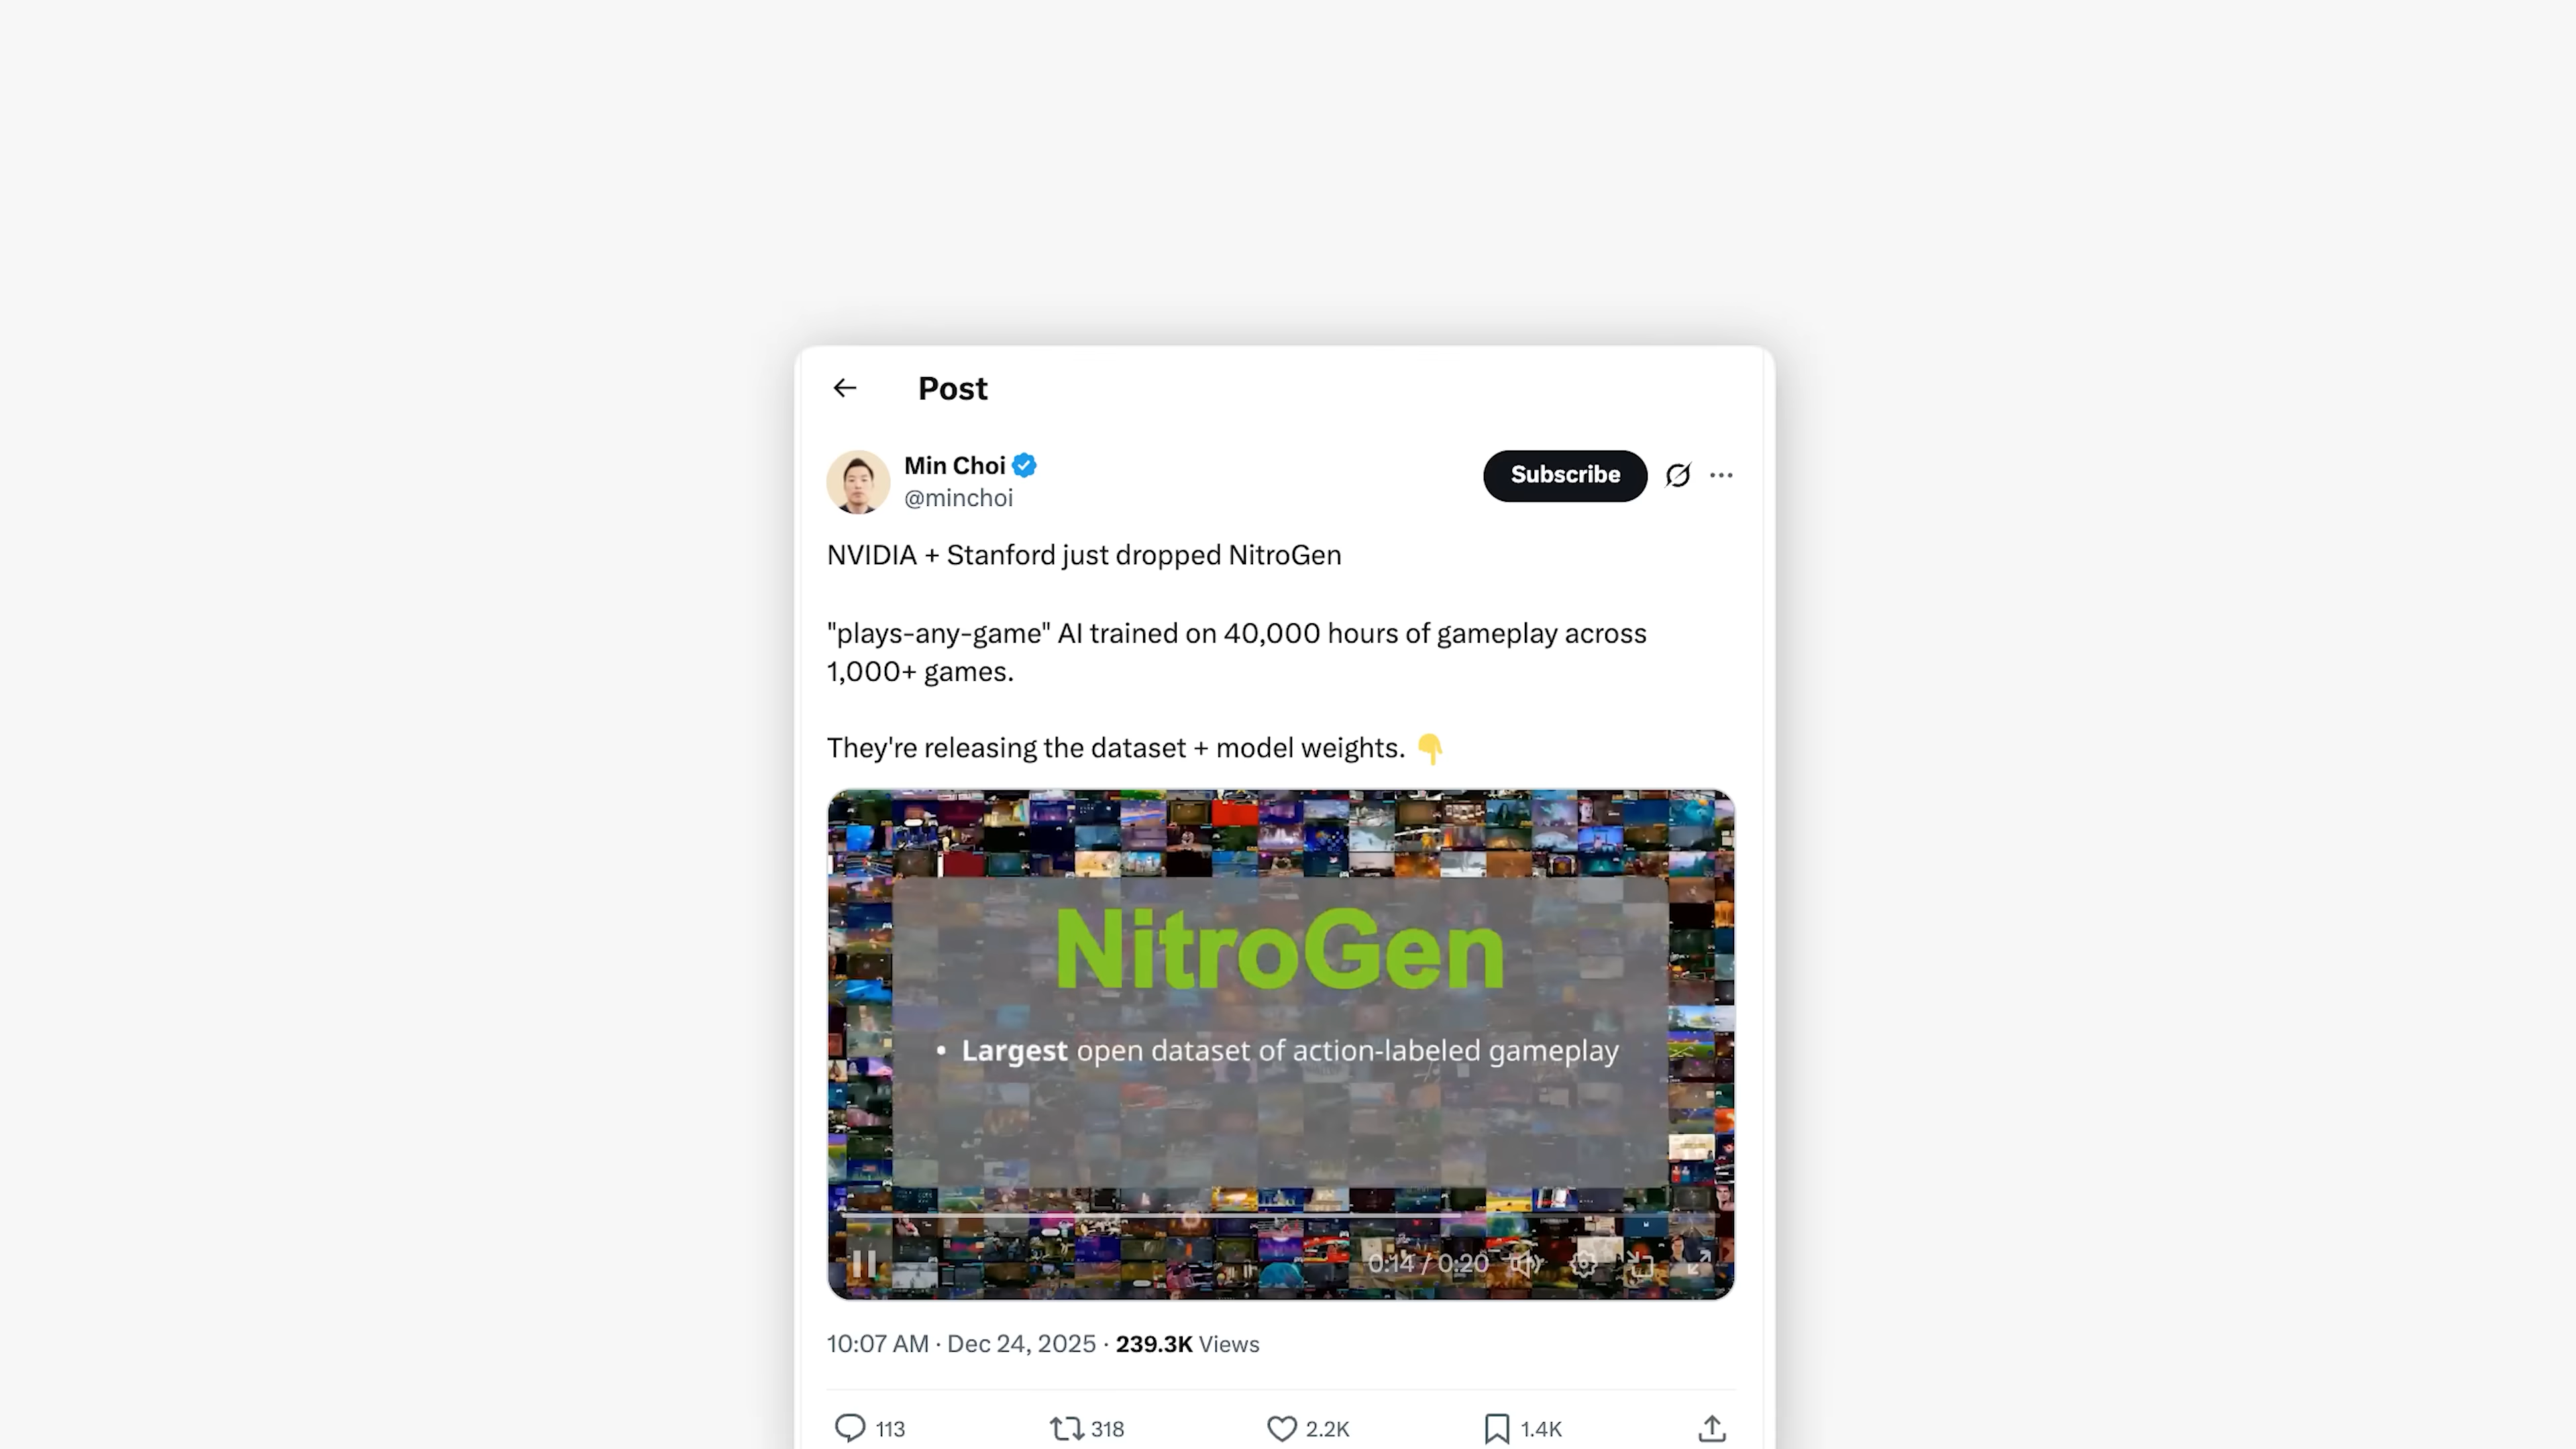 Post
Min Choi
@minchoi
Subscribe
NVIDIA + Stanford just dropped NitroGen
"plays-any-game" AI trained on 40,000 hours of gameplay across
1,000+ games.
They're releasing the dataset + model weights. 👇
NitroGen
• Largest open dataset of action-labeled gameplay
0:14 / 0:20
10:07 AM · Dec 24, 2025 · 239.3K Views
113
318
2.2K
1.4K